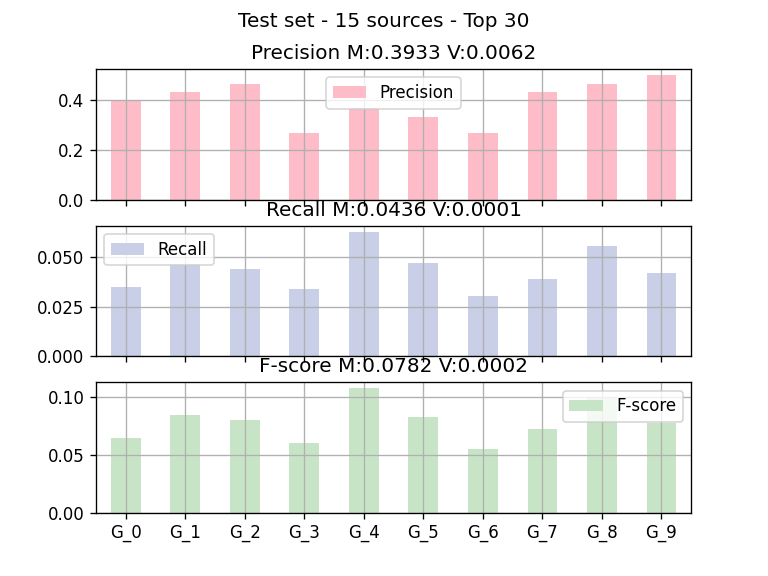 Test set - 15 sources - Top 30
Precision M:0.3933 V:0.0062
0.4
0.2
0.0
Precision
Recall M:0.0436 V:0.0001
0.050
0.025
0.000
Recall
F-score M:0.0782 V:0.0002
0.10
0.05
0.00
F-score
G_0 G_1 G_2 G_3 G_4 G_5 G_6 G_7 G_8 G_9